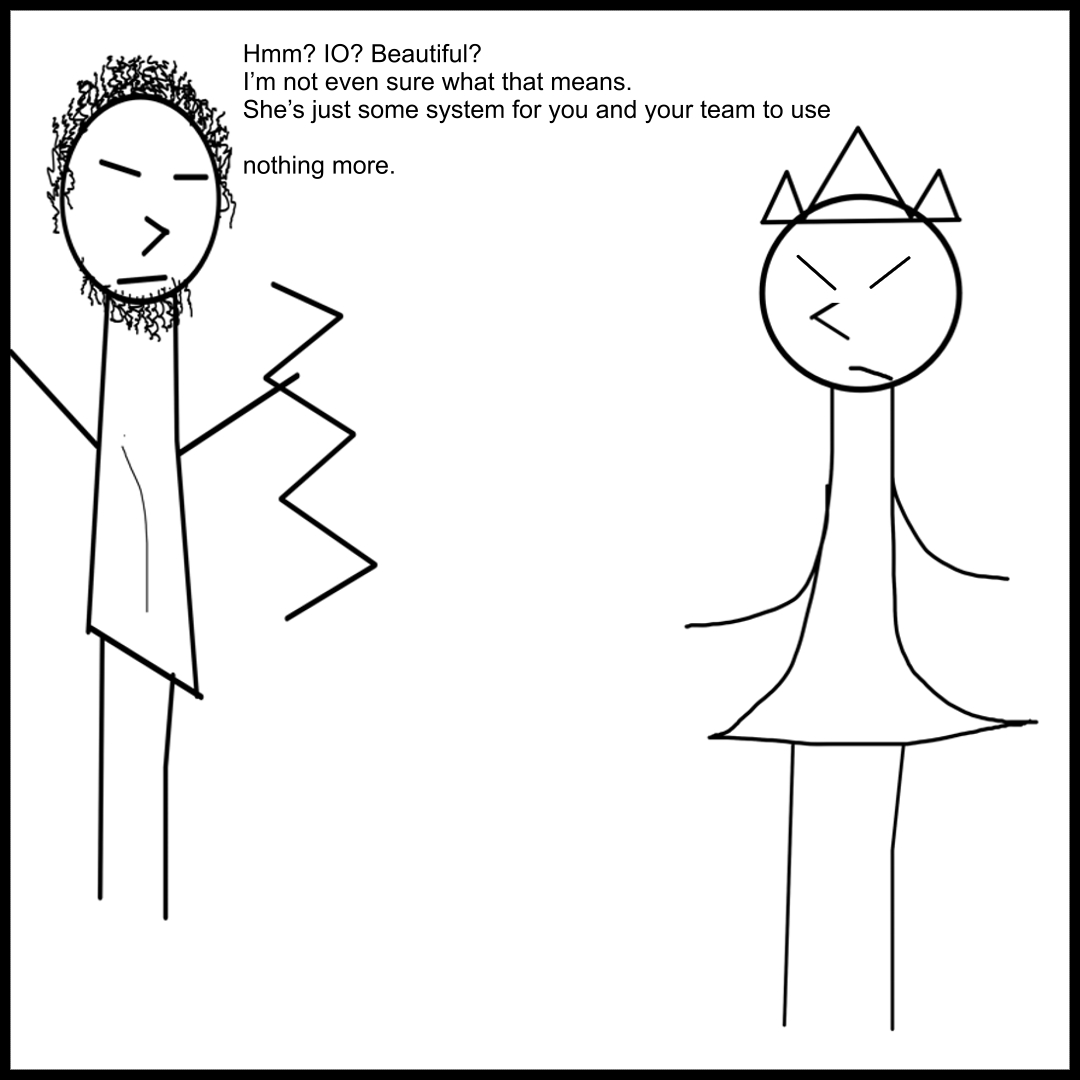 Hmm? IO? Beautiful?
I’m not even sure what that means.
She’s just some system for you and your team to use
nothing more.